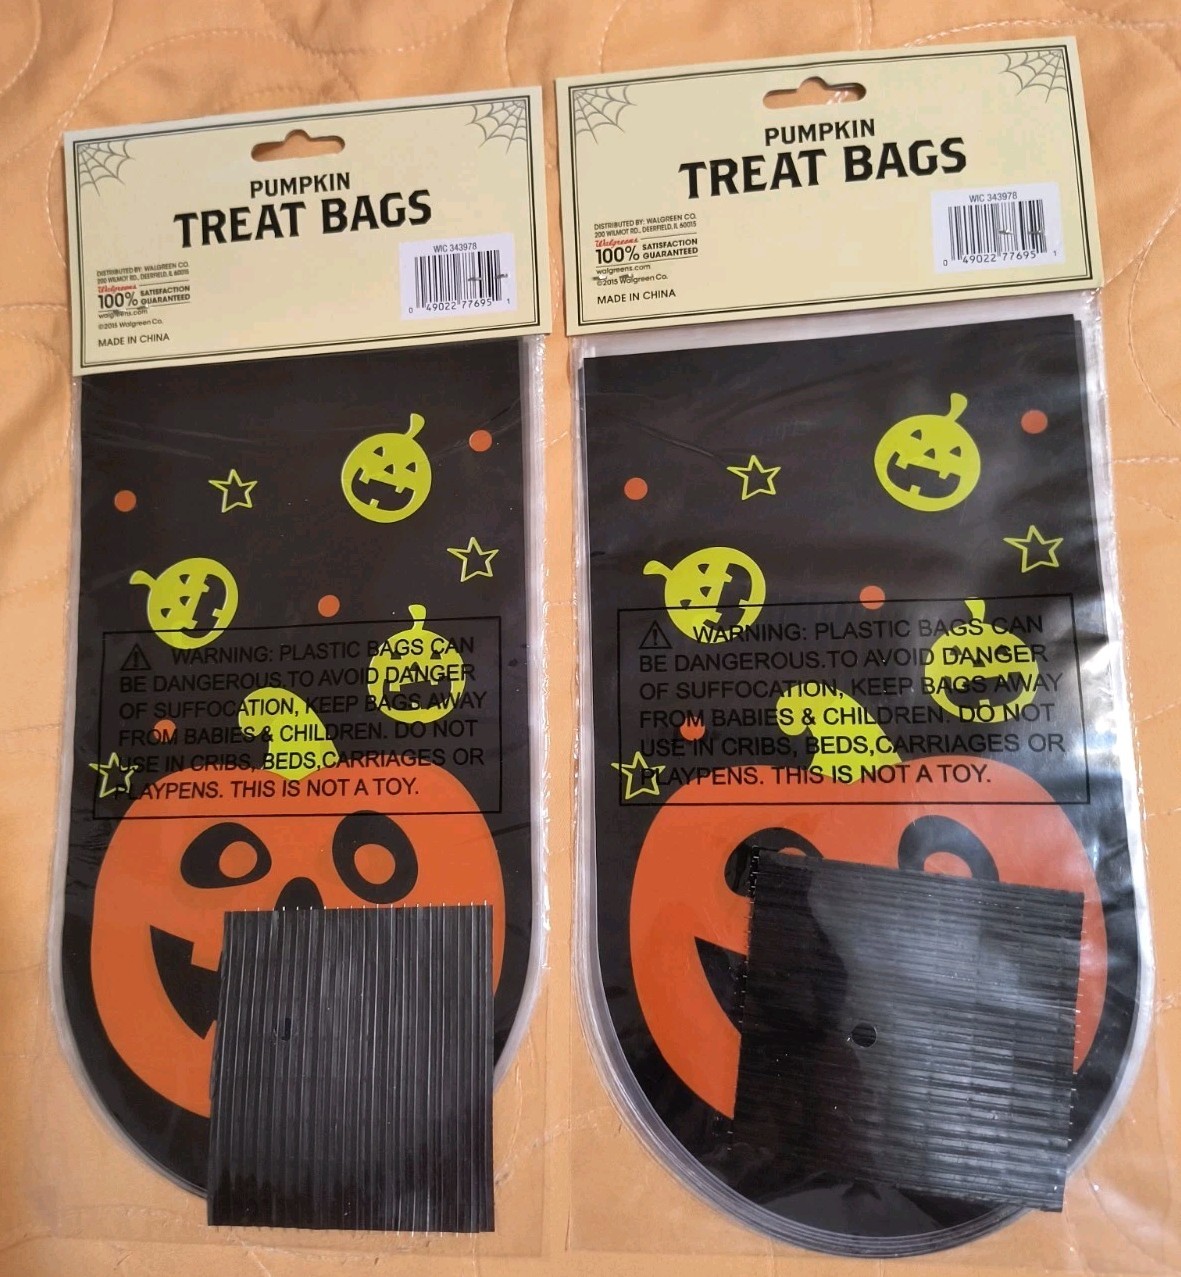 PUMPKIN
TREAT BAGS
DISTRIBUTED BY: WALGREEN CO.
200 WILMOT RD., DEERFIELD, IL 60015
Walgreens
100% SATISFACTION
GUARANTEED
walgreens.com
©2015 Walgreen Co.
MADE IN CHINA
WIC 343978
0 49022 77695 1
WARNING: PLASTIC BAGS CAN
BE DANGEROUS.TO AVOID DANGER
OF SUFFOCATION, KEEP BAGS AWAY
FROM BABIES & CHILDREN. DO NOT
USE IN CRIBS, BEDS,CARRIAGES OR
PLAYPENS. THIS IS NOT A TOY.
PUMPKIN
TREAT BAGS
DISTRIBUTED BY: WALGREEN CO.
200 WILMOT RD., DEERFIELD, IL 60015
Walgreens
100% SATISFACTION
GUARANTEED
walgreens.com
©2015 Walgreen Co.
MADE IN CHINA
WIC 343978
0 49022 77695 1
WARNING: PLASTIC BAGS CAN
BE DANGEROUS.TO AVOID DANGER
OF SUFFOCATION, KEEP BAGS AWAY
FROM BABIES & CHILDREN. DO NOT
USE IN CRIBS, BEDS,CARRIAGES OR
PLAYPENS. THIS IS NOT A TOY.